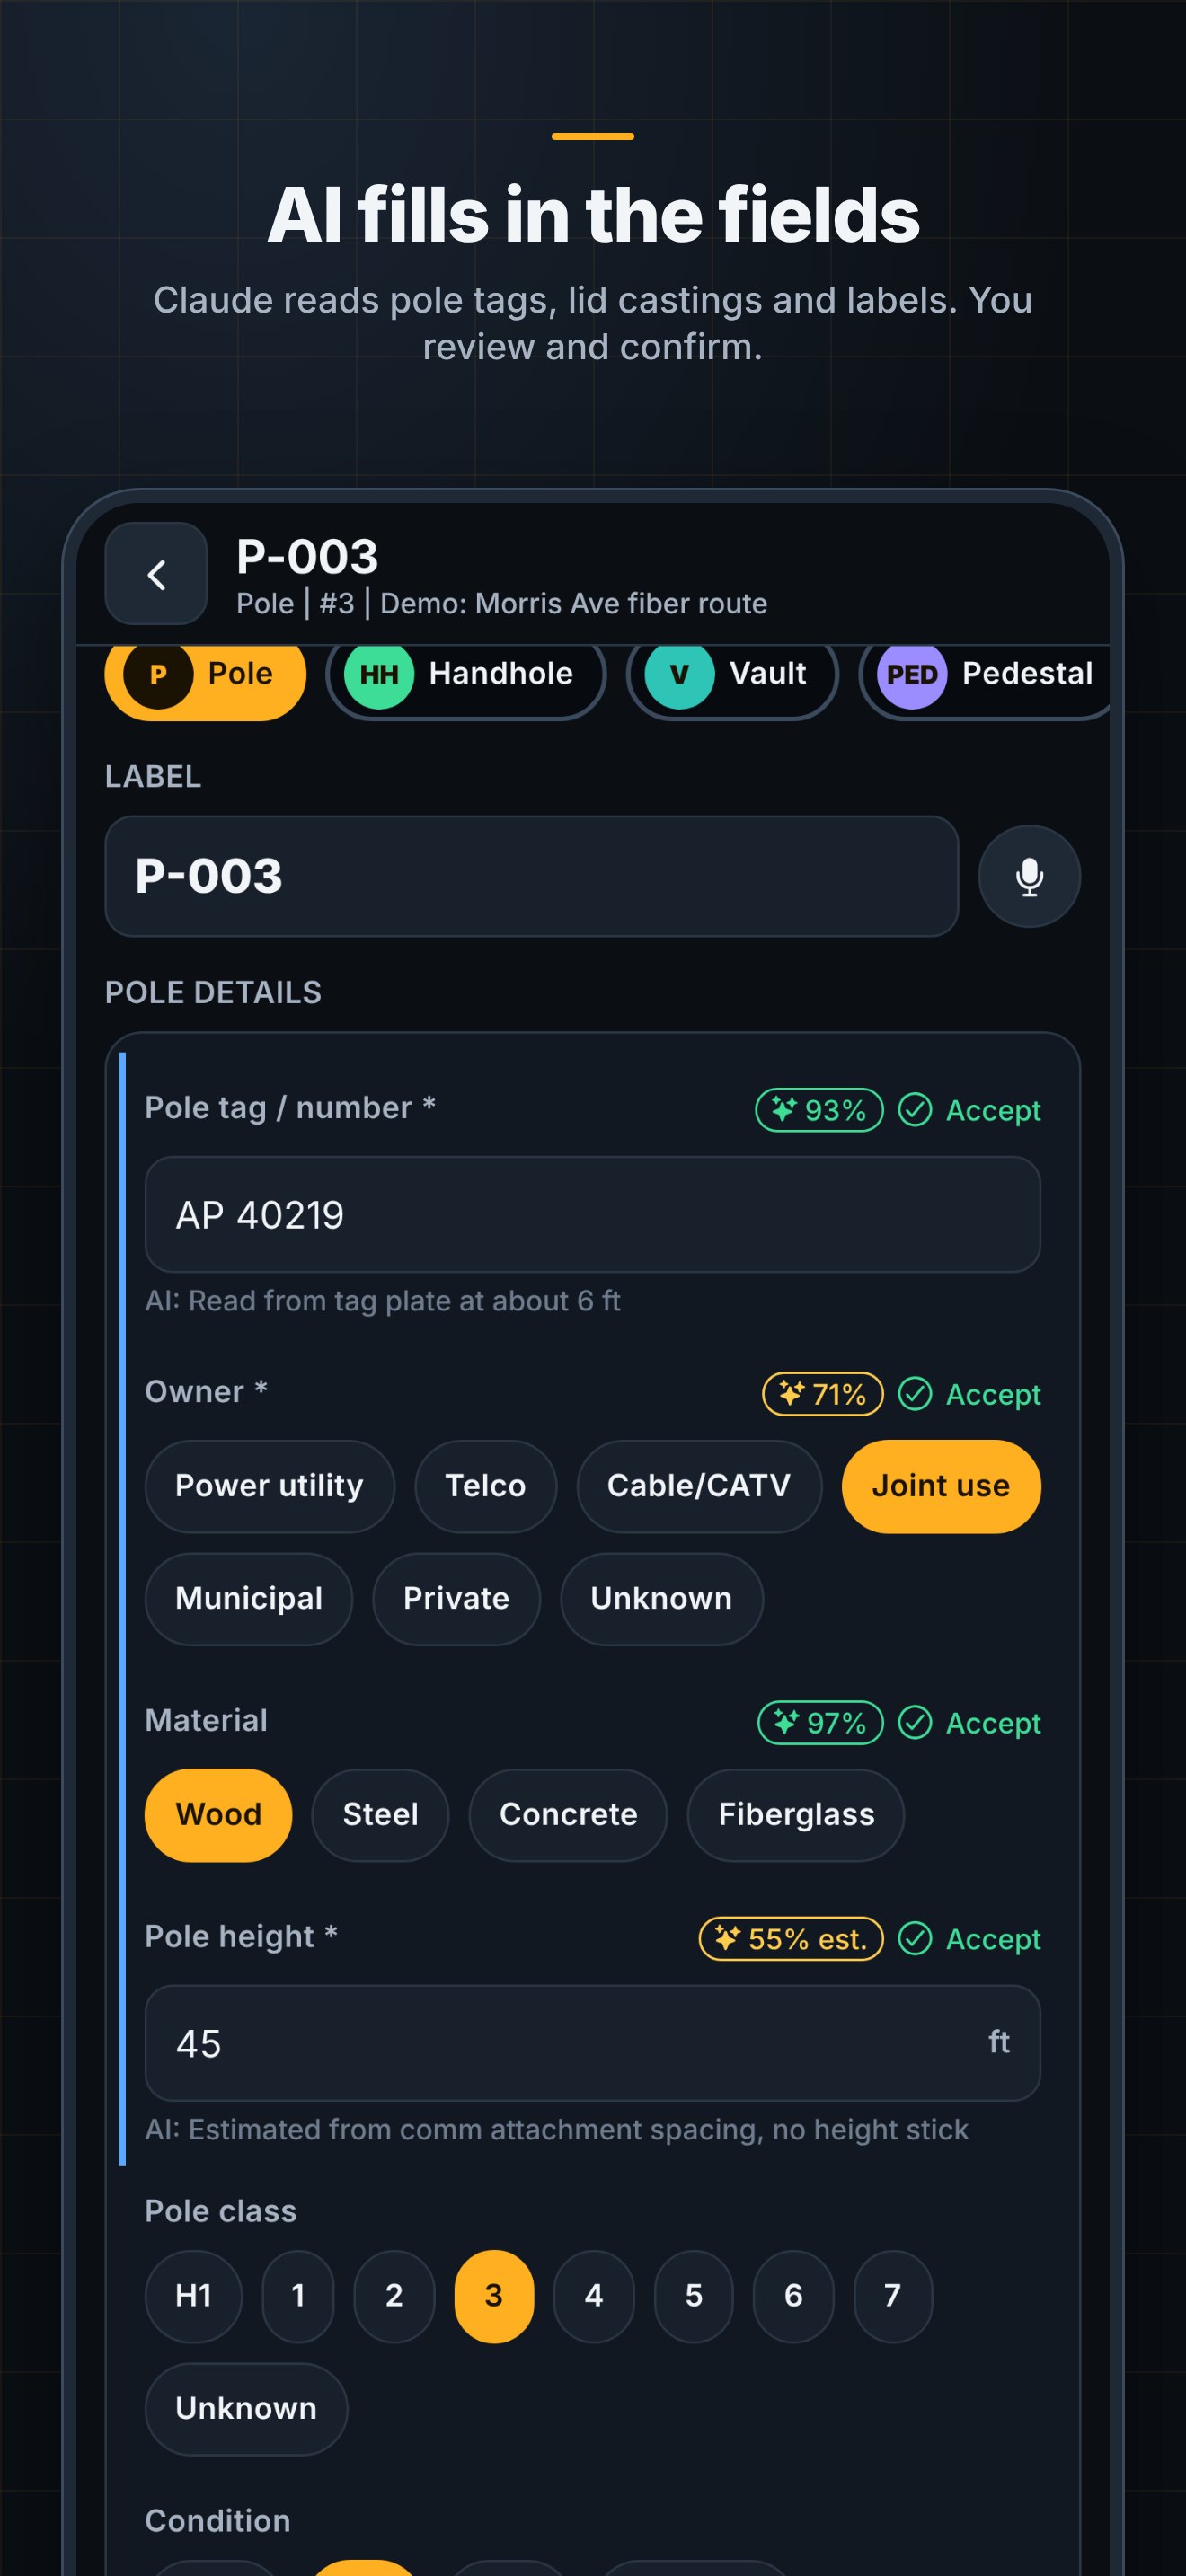 AI fills in the fields
Claude reads pole tags, lid castings and labels. You
review and confirm.
P-003
Pole | #3 | Demo: Morris Ave fiber route
P Pole HH Handhole V Vault PED Pedestal
LABEL
P-003
POLE DETAILS
Pole tag / number * 93% Accept
AP 40219
AI: Read from tag plate at about 6 ft
Owner * 71% Accept
Power utility Telco Cable/CATV Joint use
Municipal Private Unknown
Material 97% Accept
Wood Steel Concrete Fiberglass
Pole height * 55% est. Accept
45 ft
AI: Estimated from comm attachment spacing, no height stick
Pole class
H1 1 2 3 4 5 6 7
Unknown
Condition